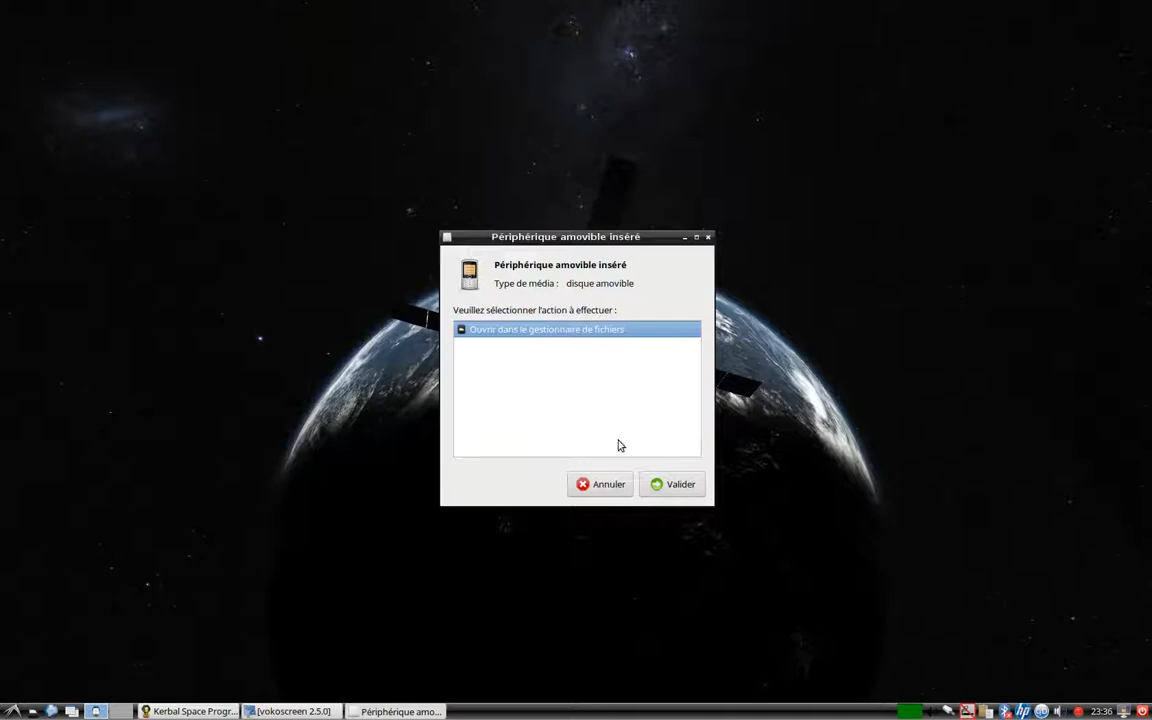 Périphérique amovible inséré
Périphérique amovible inséré
Type de média : disque amovible
Veuillez sélectionner l'action à effectuer :
Ouvrir dans le gestionnaire de fichiers
Annuler
Valider
Kerbal Space Progr...
[vokoscreen 2.5.0]
Périphérique amo...
hp
23:36